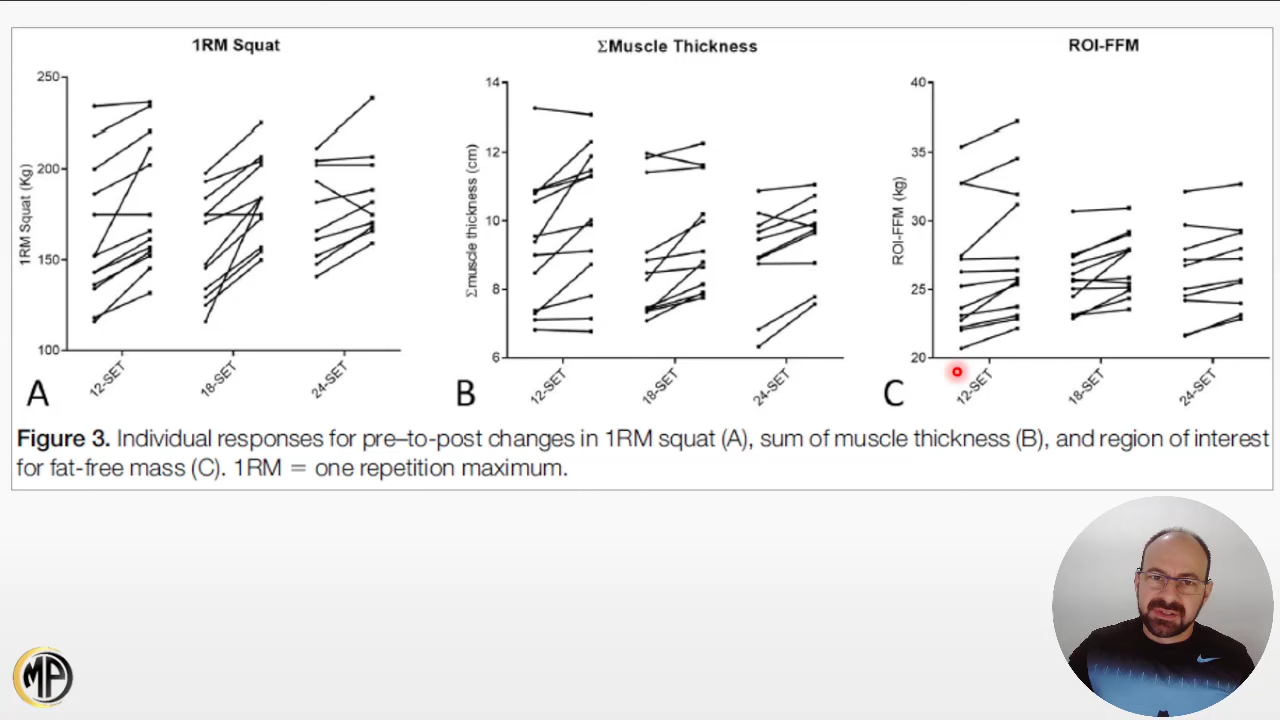 1RM Squat
ΣMuscle Thickness
ROI-FFM
250
200
150
100
1RM Squat (Kg)
12-SET
18-SET
24-SET
A
14
12
10
8
6
Σmuscle thickness (cm)
12-SET
18-SET
24-SET
B
40
35
30
25
20
ROI-FFM (kg)
12-SET
18-SET
24-SET
C
Figure 3. Individual responses for pre–to-post changes in 1RM squat (A), sum of muscle thickness (B), and region of interest
for fat-free mass (C). 1RM = one repetition maximum.
MP